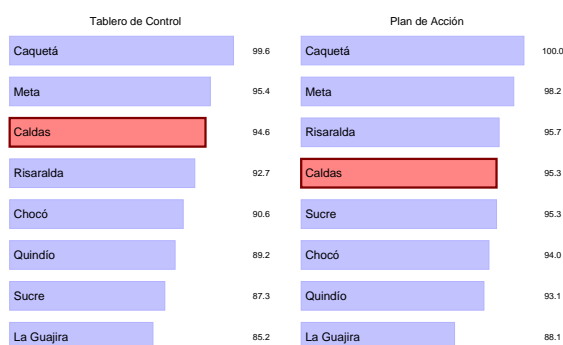 Tablero de Control
Caquetá 99.6
Meta 95.4
Caldas 94.6
Risaralda 92.7
Chocó 90.6
Quindío 89.2
Sucre 87.3
La Guajira 85.2
Plan de Acción
Caquetá 100.0
Meta 98.2
Risaralda 95.7
Caldas 95.3
Sucre 95.3
Chocó 94.0
Quindío 93.1
La Guajira 88.1